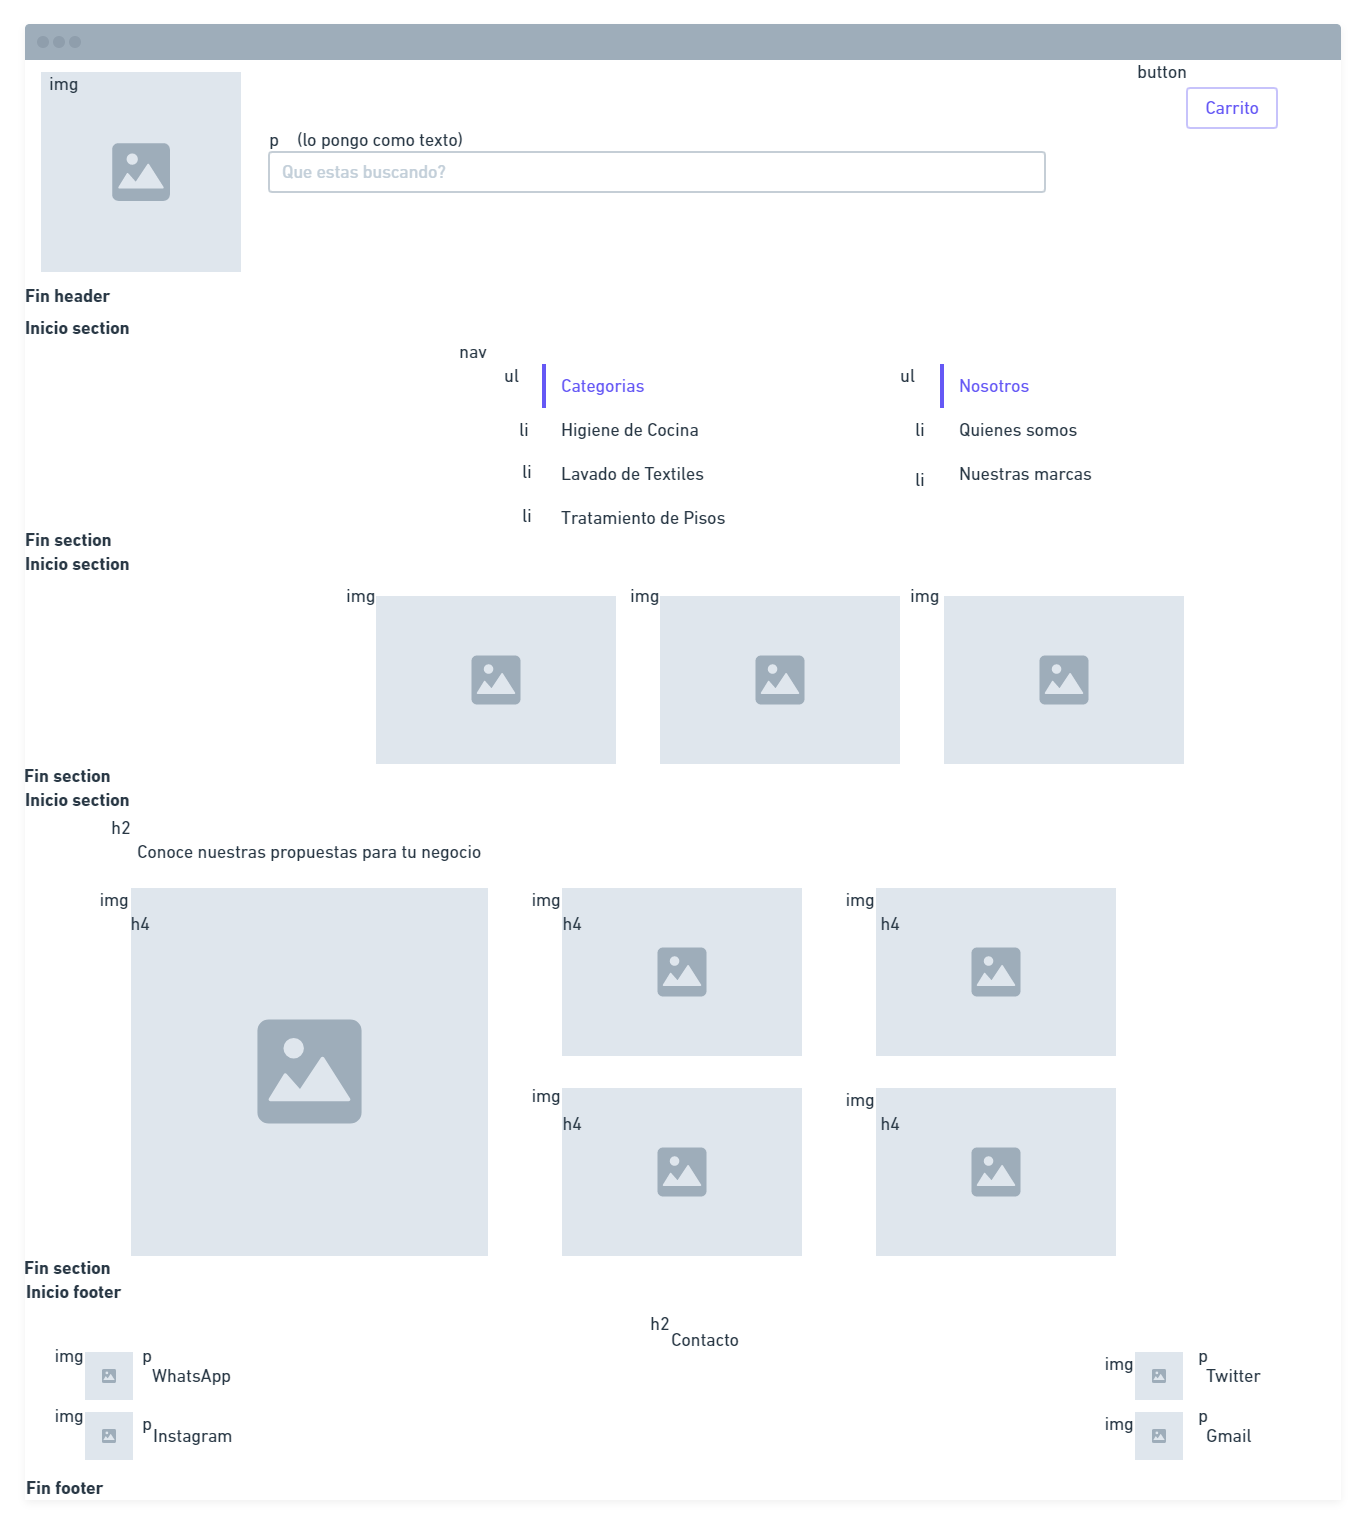 img
button
Carrito
p (lo pongo como texto)
Que estas buscando?
Fin header
Inicio section
nav
ul
Categorias
li
Higiene de Cocina
li
Lavado de Textiles
li
Tratamiento de Pisos
ul
Nosotros
li
Quienes somos
li
Nuestras marcas
Fin section
Inicio section
img
img
img
Fin section
Inicio section
h2
Conoce nuestras propuestas para tu negocio
img
h4
img
h4
img
h4
img
h4
img
h4
Fin section
Inicio footer
h2
Contacto
img
p
WhatsApp
img
p
Twitter
img
p
Instagram
img
p
Gmail
Fin footer